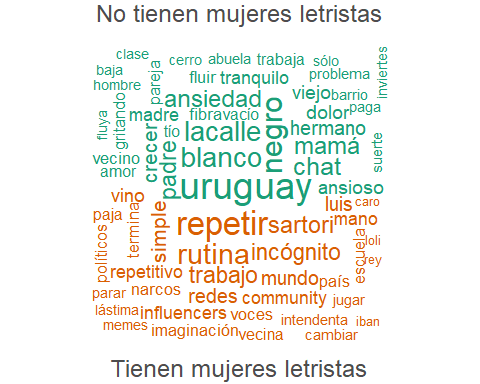 No tienen mujeres letristas
clase
cerro abuela trabaja sólo
baja
pareja
fluir tranquilo
problema
inviertes
hombre
ansiedad
negro
viejo barrio
gritando
madre
fibravacío
dolor paga
fluya
tío
lacalle
hermano
crecer
padre
blanco
mamá
suerte
vecino
chat
amor
uruguay
ansioso
vino
simple
repetir
luis caro
paja
termina
sartori
mano
políticos
rutina
incógnito
escuela
loli
repetitivo trabajo mundo país
rey
parar narcos redes community jugar
lástima influencers voces intendenta iban
memes imaginación vecina cambiar
Tienen mujeres letristas